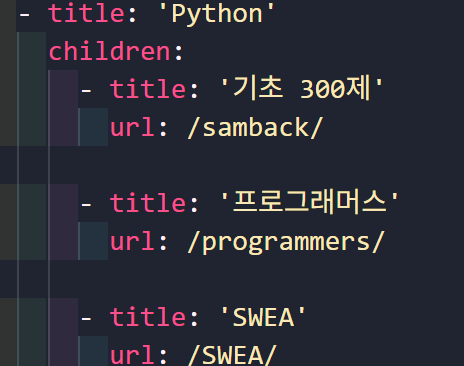 - title: 'Python'
children:
- title: '기초 300제'
url: /samback/
- title: '프로그래머스'
url: /programmers/
- title: 'SWEA'
url: /SWEA/